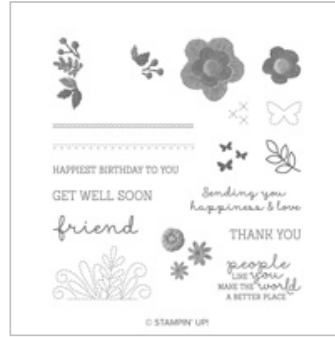 HAPPIEST BIRTHDAY TO YOU
GET WELL SOON
Sending you
happiness & love
friend
THANK YOU
people
LIKE you
MAKE THE world
A BETTER PLACE
© STAMPIN' UP!